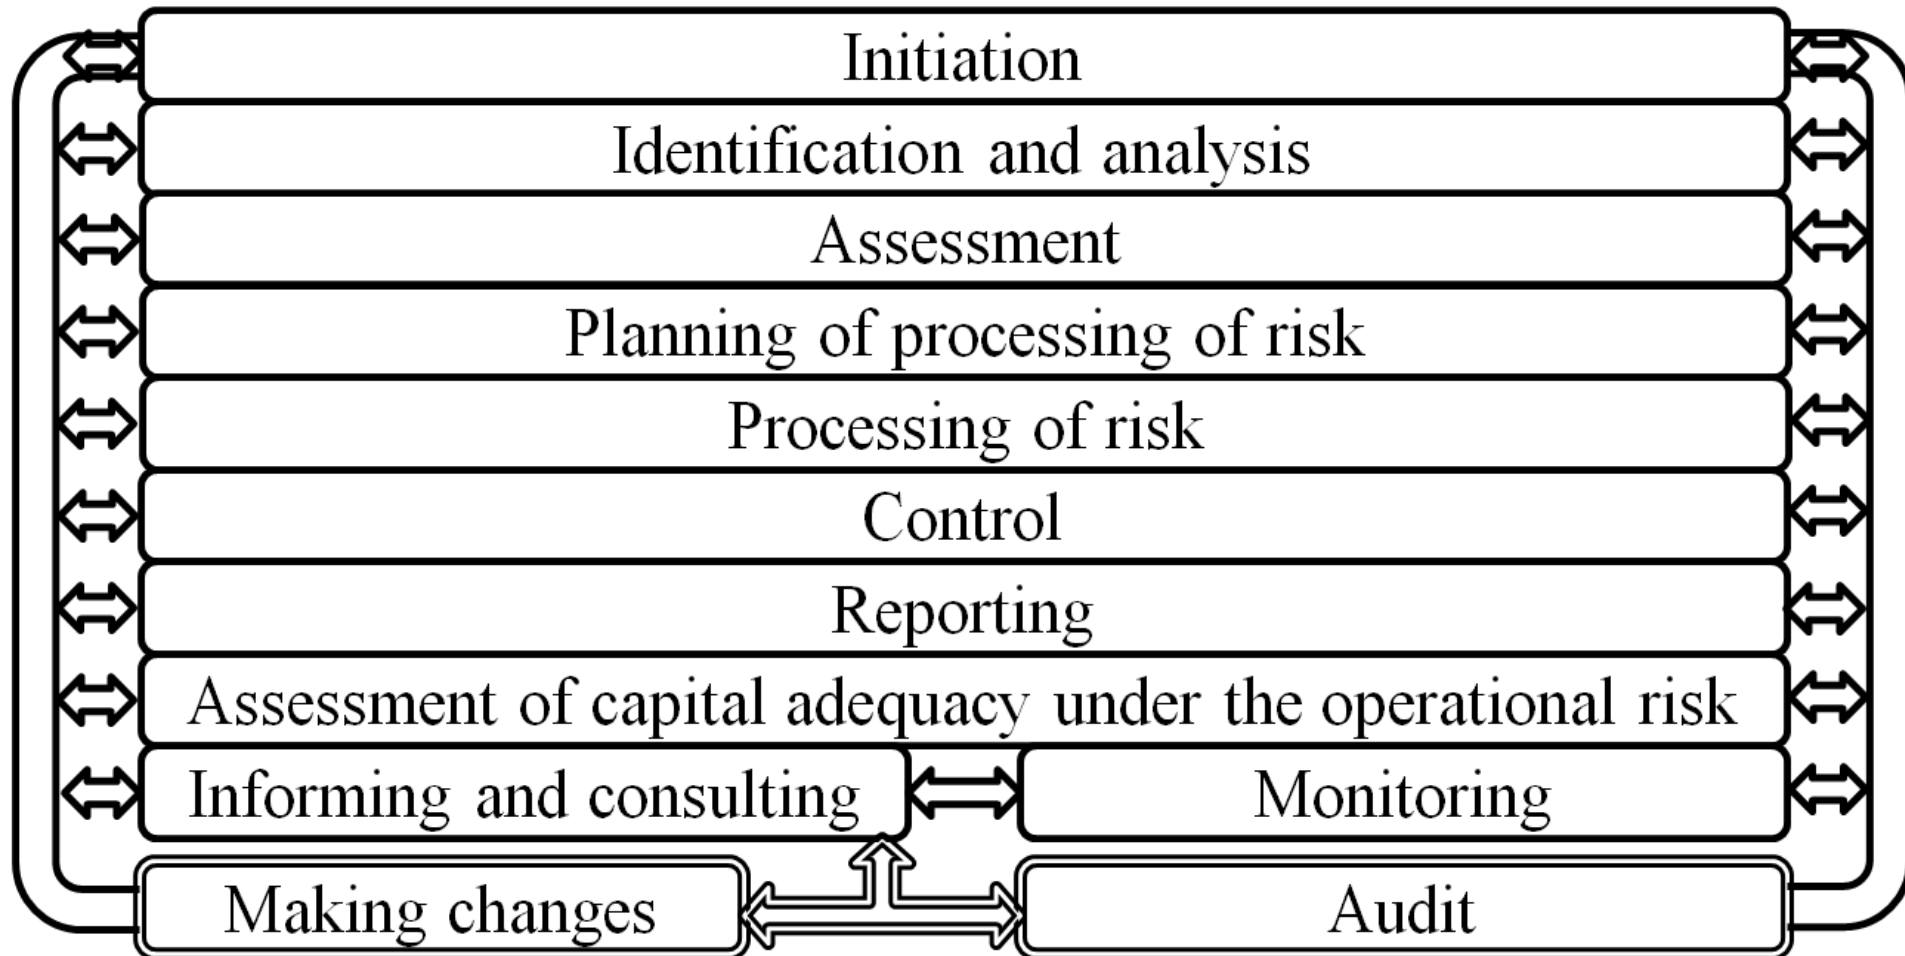 Initiation
Identification and analysis
Assessment
Planning of processing of risk
Processing of risk
Control
Reporting
Assessment of capital adequacy under the operational risk
Informing and consulting
Monitoring
Making changes
Audit